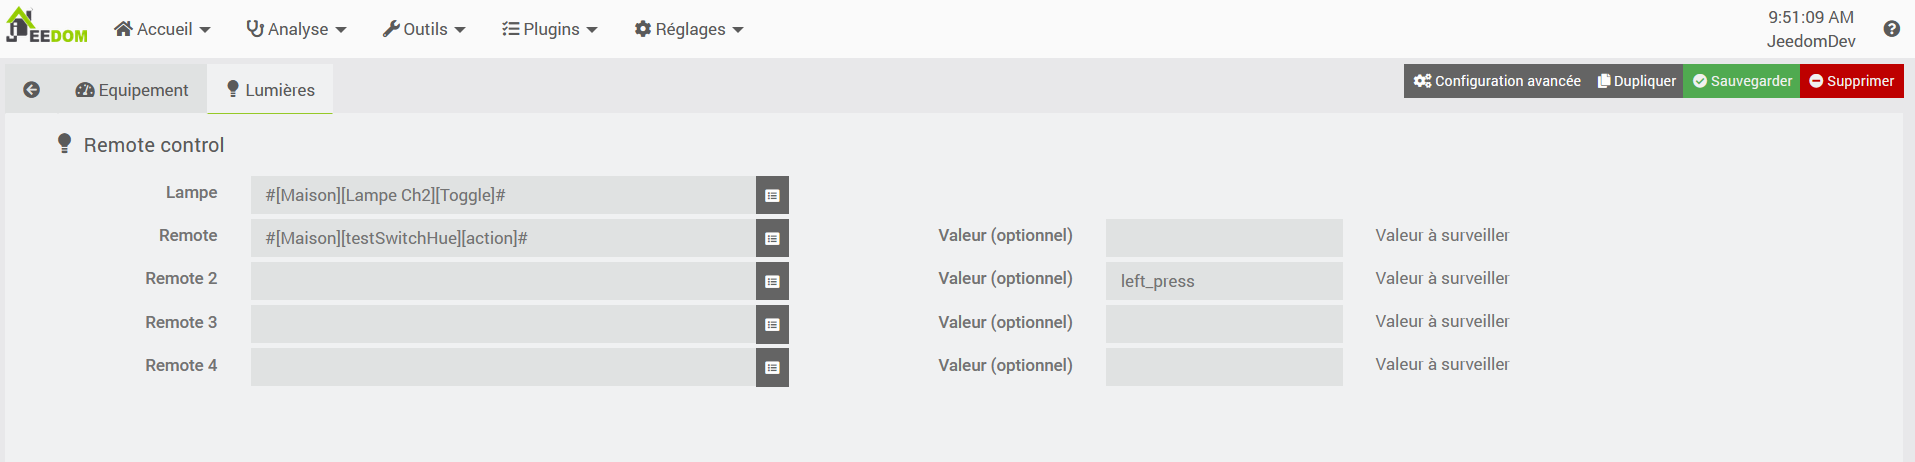 JEEDOM Accueil Analyse Outils Plugins Réglages 9:51:09 AM
JeedomDev
Equipement Lumières Configuration avancée Dupliquer Sauvegarder Supprimer
Remote control
Lampe #[Maison][Lampe Ch2][Toggle]#
Remote #[Maison][testSwitchHue][action]# Valeur (optionnel) Valeur à surveiller
Remote 2 Valeur (optionnel) left_press Valeur à surveiller
Remote 3 Valeur (optionnel) Valeur à surveiller
Remote 4 Valeur (optionnel) Valeur à surveiller